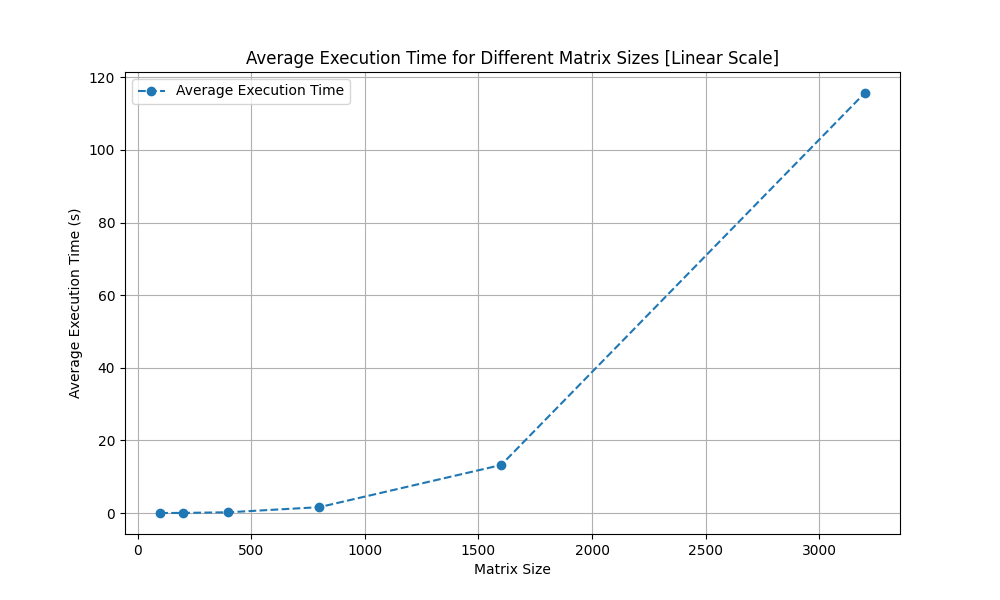 Average Execution Time for Different Matrix Sizes [Linear Scale]
Average Execution Time
Average Execution Time (s)
120
100
80
60
40
20
0
0 500 1000 1500 2000 2500 3000
Matrix Size